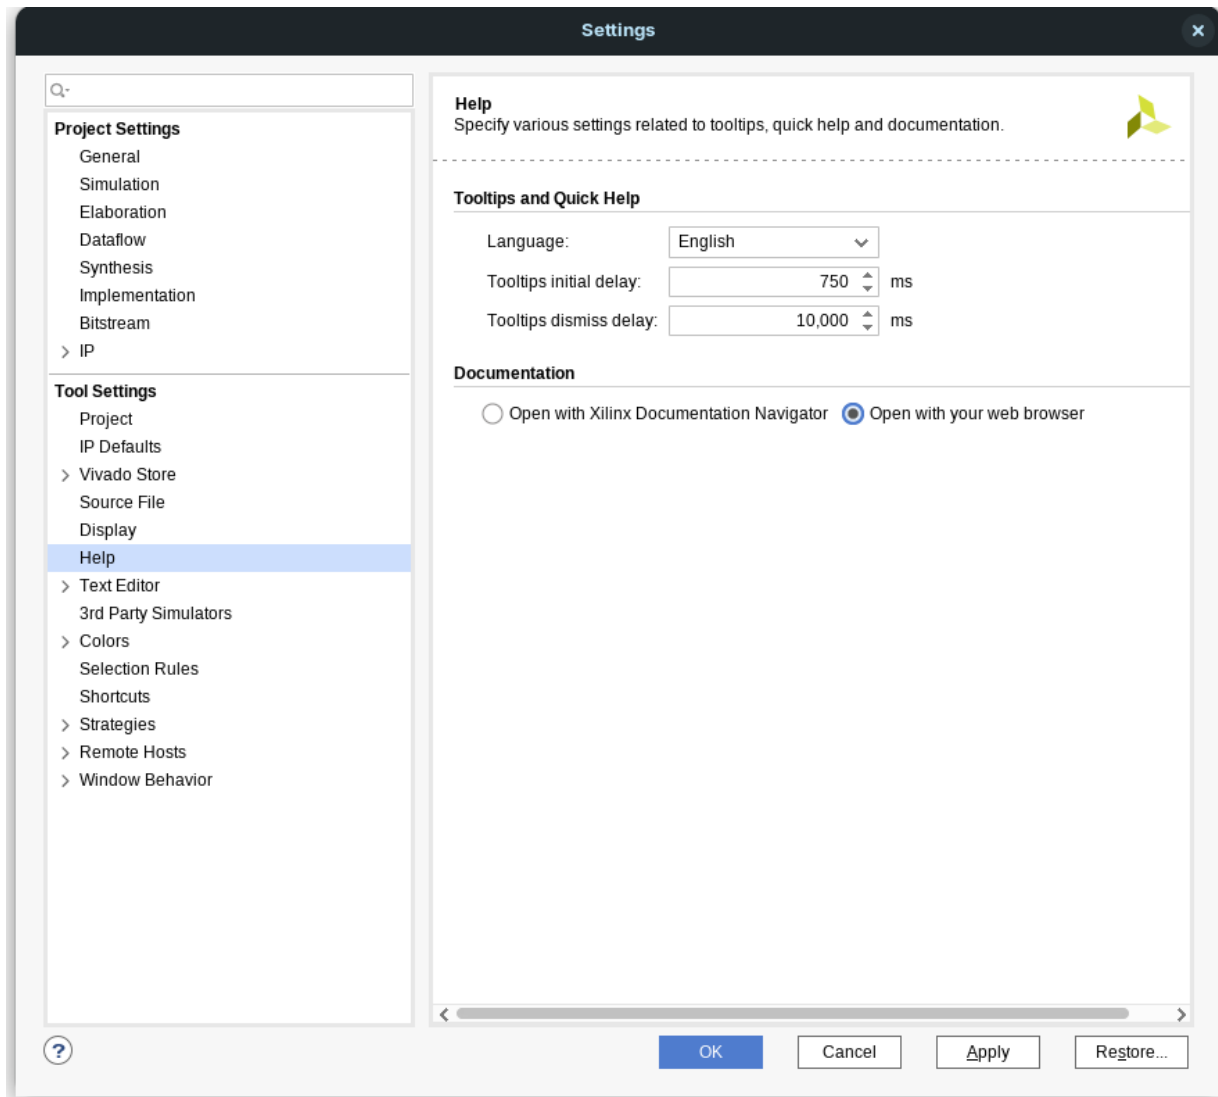 Settings
Project Settings
General
Simulation
Elaboration
Dataflow
Synthesis
Implementation
Bitstream
IP
Tool Settings
Project
IP Defaults
Vivado Store
Source File
Display
Help
Text Editor
3rd Party Simulators
Colors
Selection Rules
Shortcuts
Strategies
Remote Hosts
Window Behavior
Help
Specify various settings related to tooltips, quick help and documentation.
Tooltips and Quick Help
Language: English
Tooltips initial delay: 750 ms
Tooltips dismiss delay: 10,000 ms
Documentation
Open with Xilinx Documentation Navigator Open with your web browser
? OK Cancel Apply Restore...